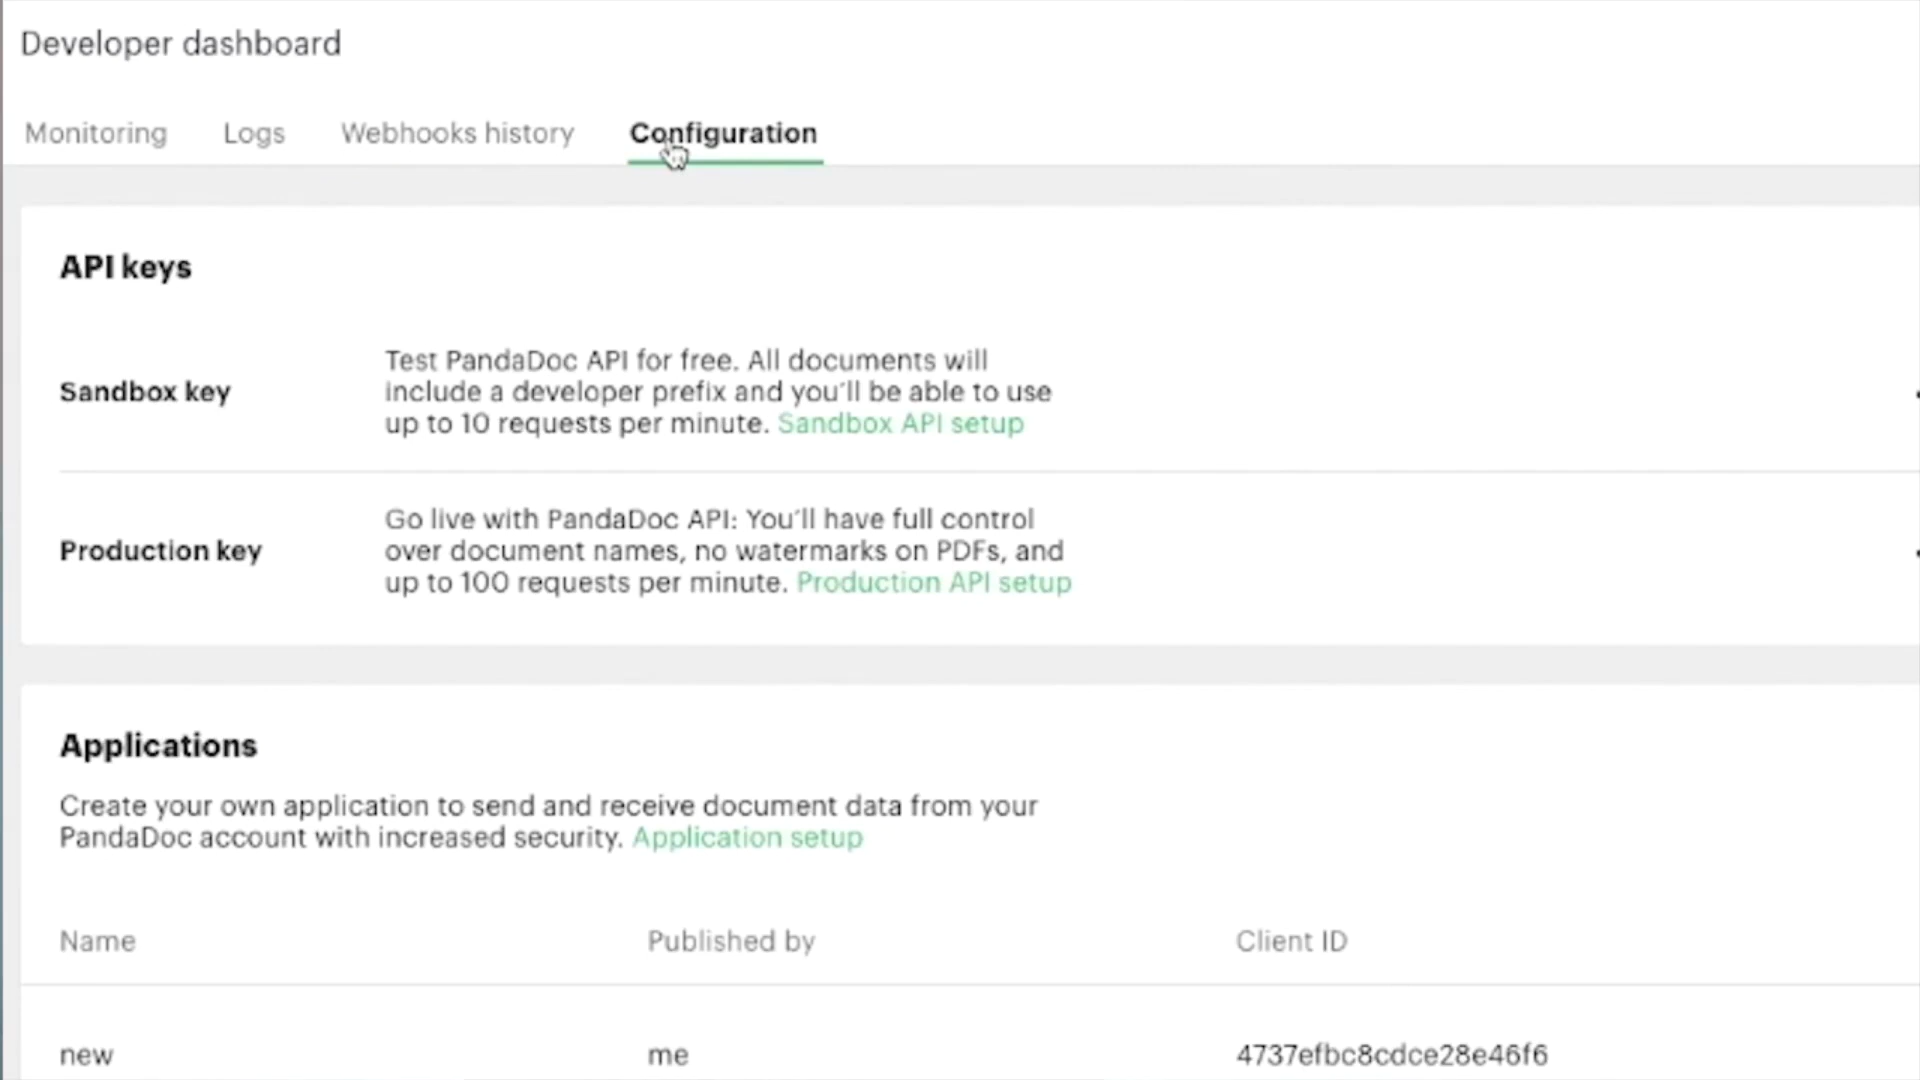 Developer dashboard
Monitoring Logs Webhooks history Configuration
API keys
Sandbox key
Test PandaDoc API for free. All documents will
include a developer prefix and you'll be able to use
up to 10 requests per minute. Sandbox API setup
Production key
Go live with PandaDoc API: You'll have full control
over document names, no watermarks on PDFs, and
up to 100 requests per minute. Production API setup
Applications
Create your own application to send and receive document data from your
PandaDoc account with increased security. Application setup
Name Published by Client ID
new me 4737efbc8cdce28e46f6